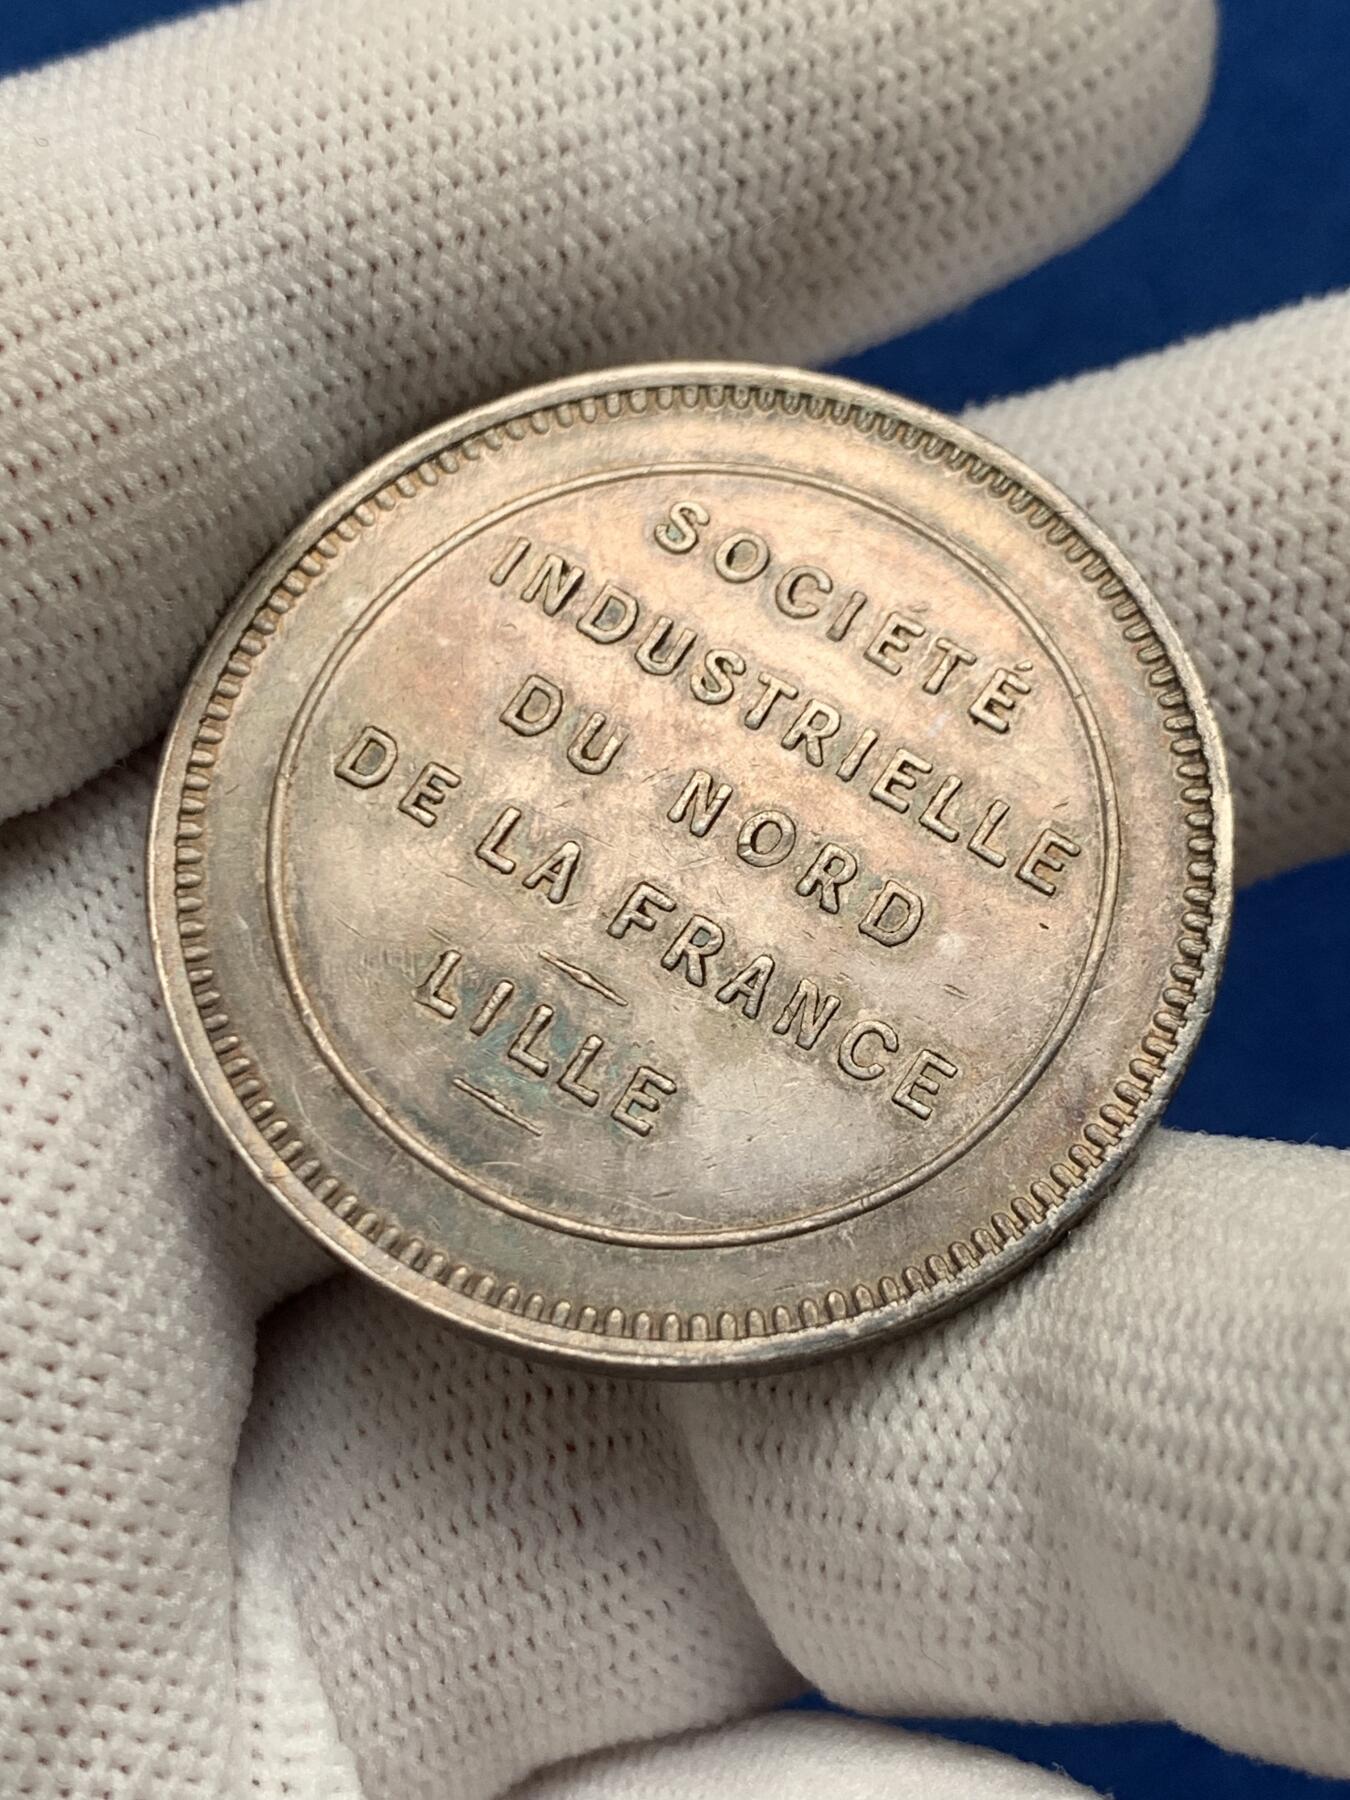 SOCIÉTÉ
INDUSTRIELLE
DU NORD
DE LA FRANCE
LILLE